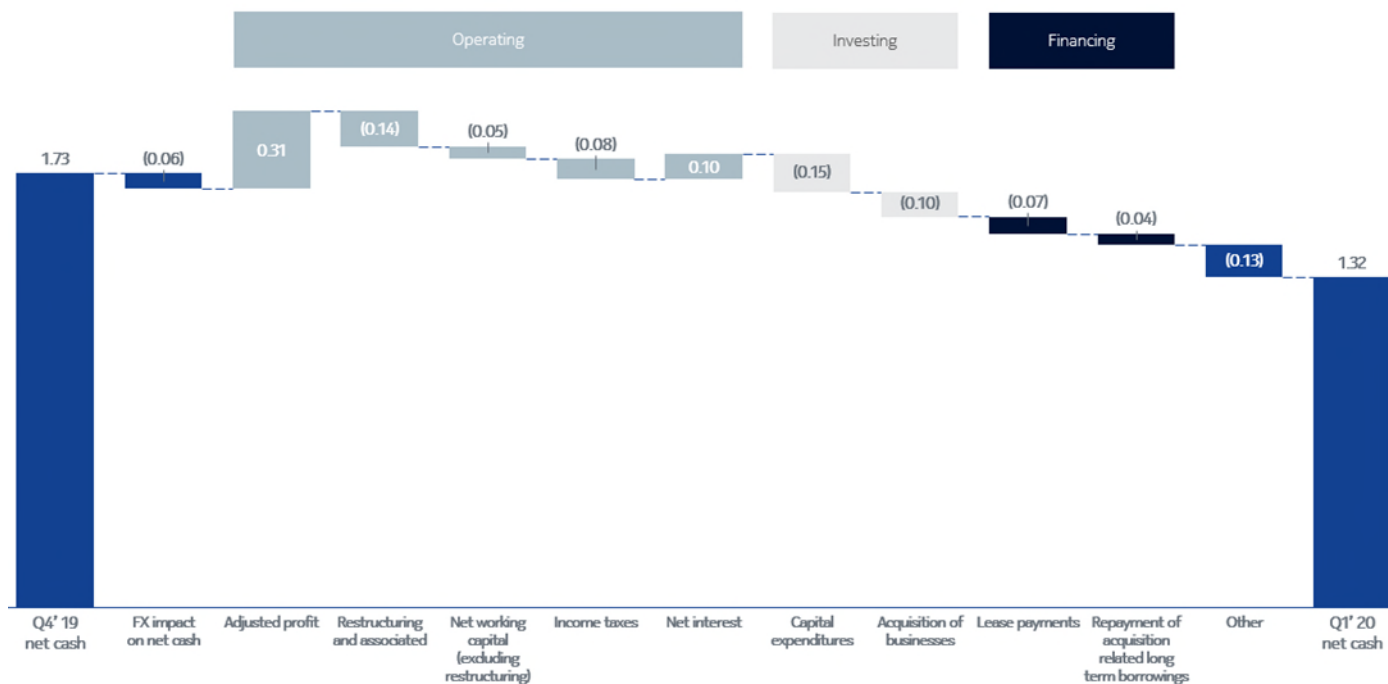 Operating
Investing
Financing
1.73
(0.06)
0.31
(0.14)
(0.05)
(0.08)
0.10
(0.15)
(0.10)
(0.07)
(0.04)
(0.13)
1.32
Q4' 19
net cash
FX impact
on net cash
Adjusted profit
Restructuring
and associated
Net working
capital
(excluding
restructuring)
Income taxes
Net interest
Capital
expenditures
Acquisition of
businesses
Lease payments
Repayment of
acquisition
related long
term borrowings
Other
Q1' 20
net cash